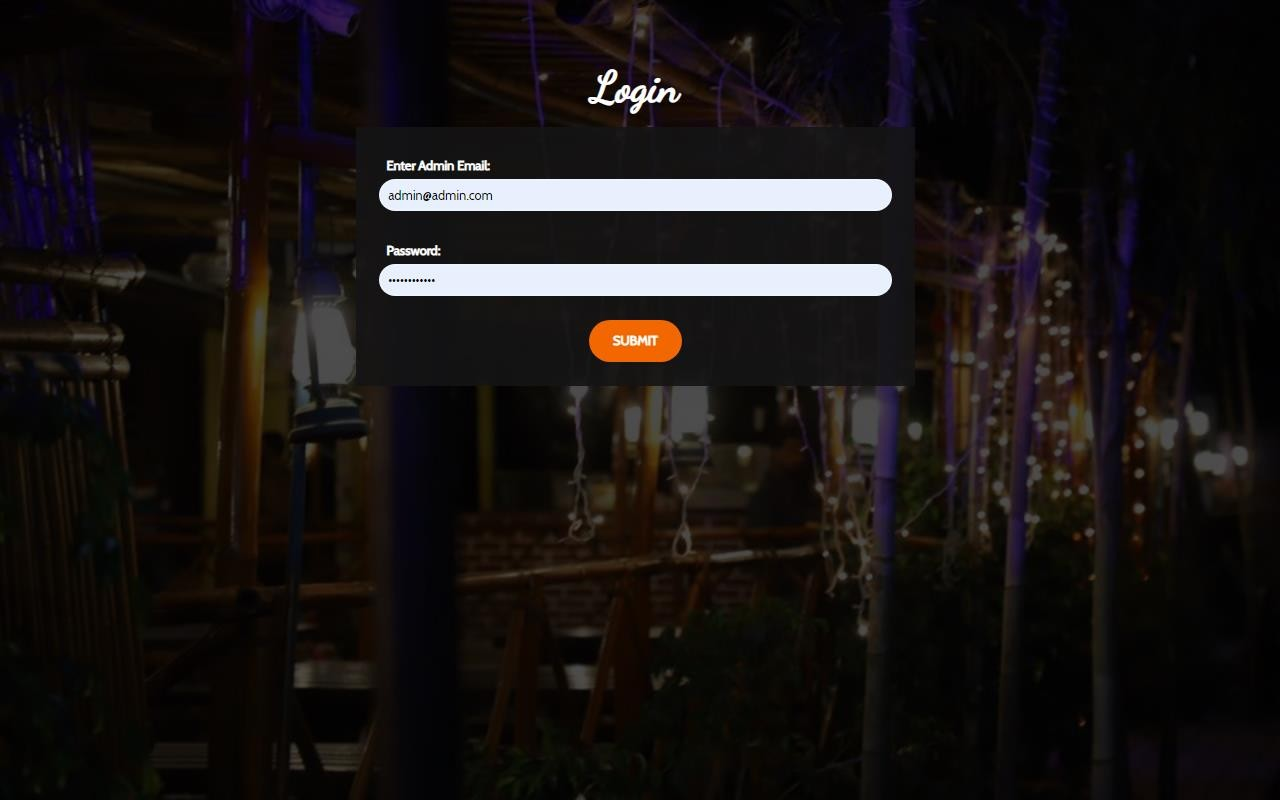 Login
Enter Admin Email:
admin@admin.com
Password:
••••••••••••
SUBMIT